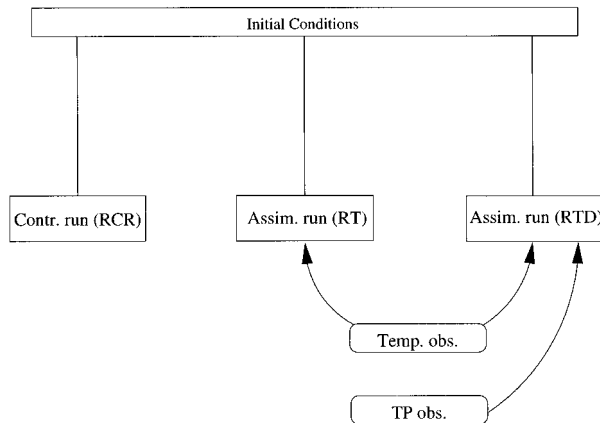 Initial Conditions
Contr. run (RCR)
Assim. run (RT)
Assim. run (RTD)
Temp. obs.
TP obs.